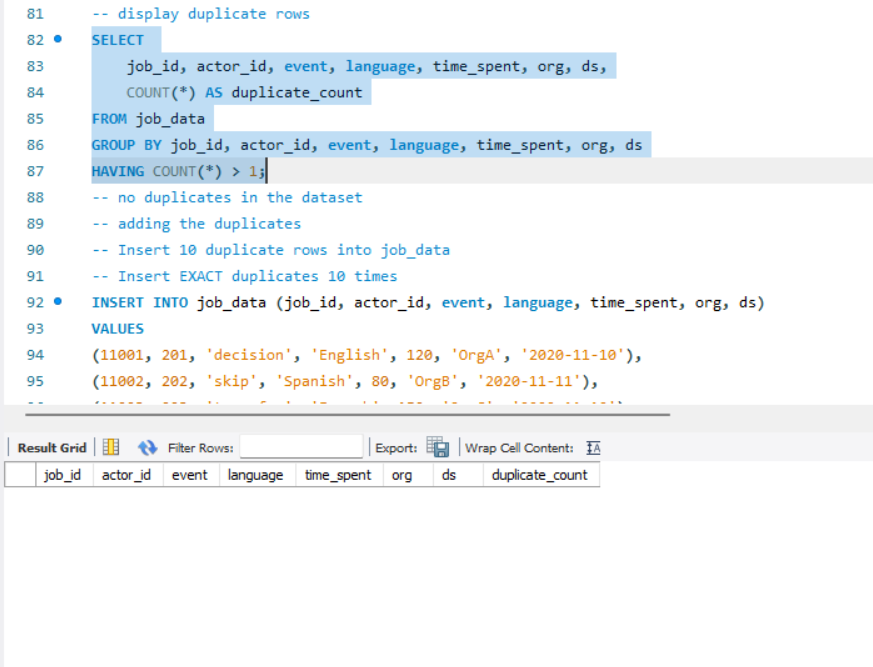 81 -- display duplicate rows
82 SELECT
83 job_id, actor_id, event, language, time_spent, org, ds,
84 COUNT(*) AS duplicate_count
85 FROM job_data
86 GROUP BY job_id, actor_id, event, language, time_spent, org, ds
87 HAVING COUNT(*) > 1;
88 -- no duplicates in the dataset
89 -- adding the duplicates
90 -- Insert 10 duplicate rows into job_data
91 -- Insert EXACT duplicates 10 times
92 INSERT INTO job_data (job_id, actor_id, event, language, time_spent, org, ds)
93 VALUES
94 (11001, 201, 'decision', 'English', 120, 'OrgA', '2020-11-10'),
95 (11002, 202, 'skip', 'Spanish', 80, 'OrgB', '2020-11-11'),
Result Grid Filter Rows: Export: Wrap Cell Content: IA
job_id actor_id event language time_spent org ds duplicate_count